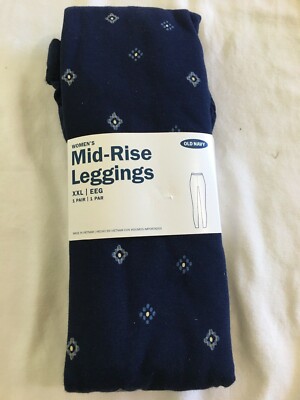 WOMEN'S
Mid-Rise
Leggings
XXL | EEG
1 PAIR | 1 PAR
OLD NAVY